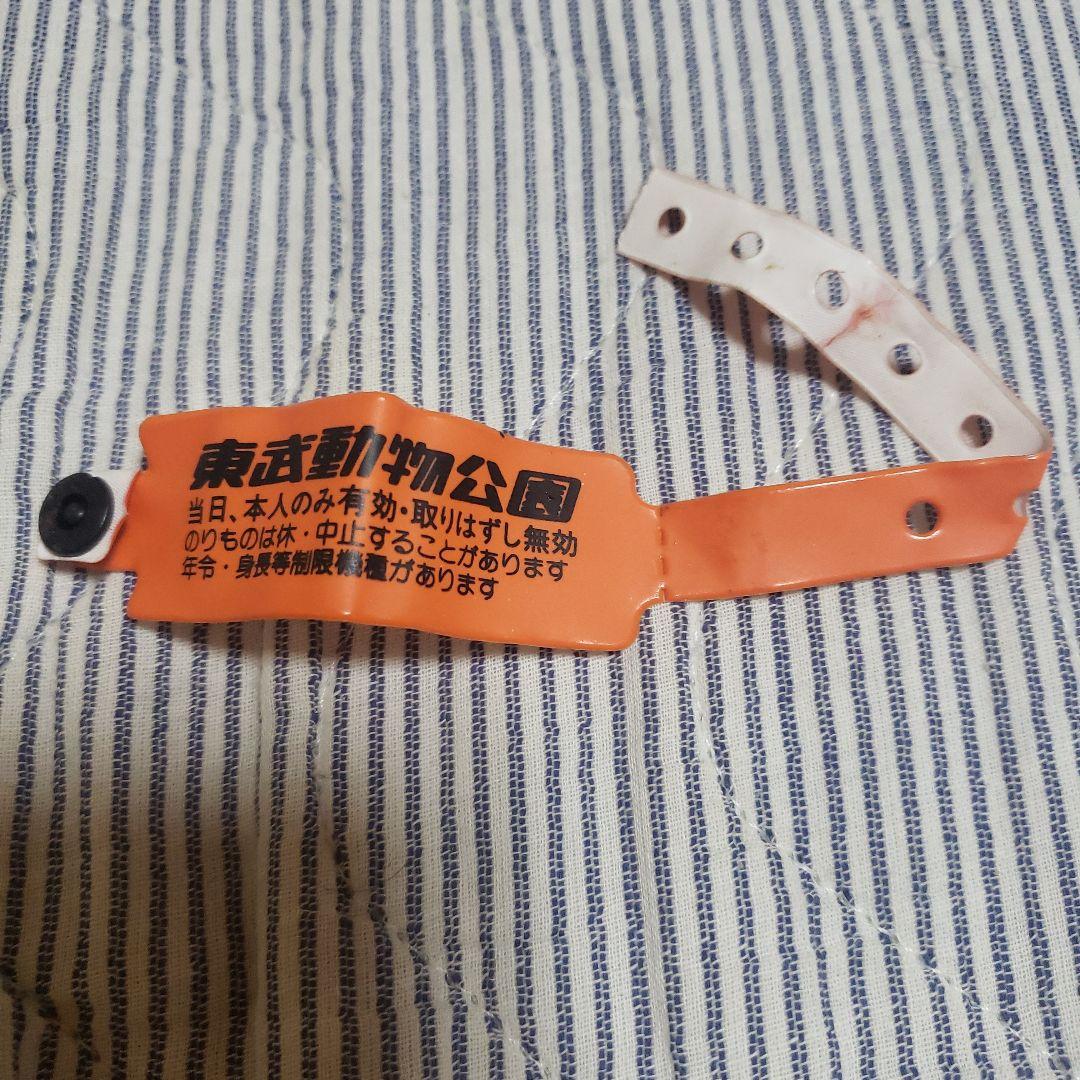 東武動物公園
当日、本人のみ有効・取りはずし無効
のりものは休・中止することがあります
年令・身長等制限機種があります